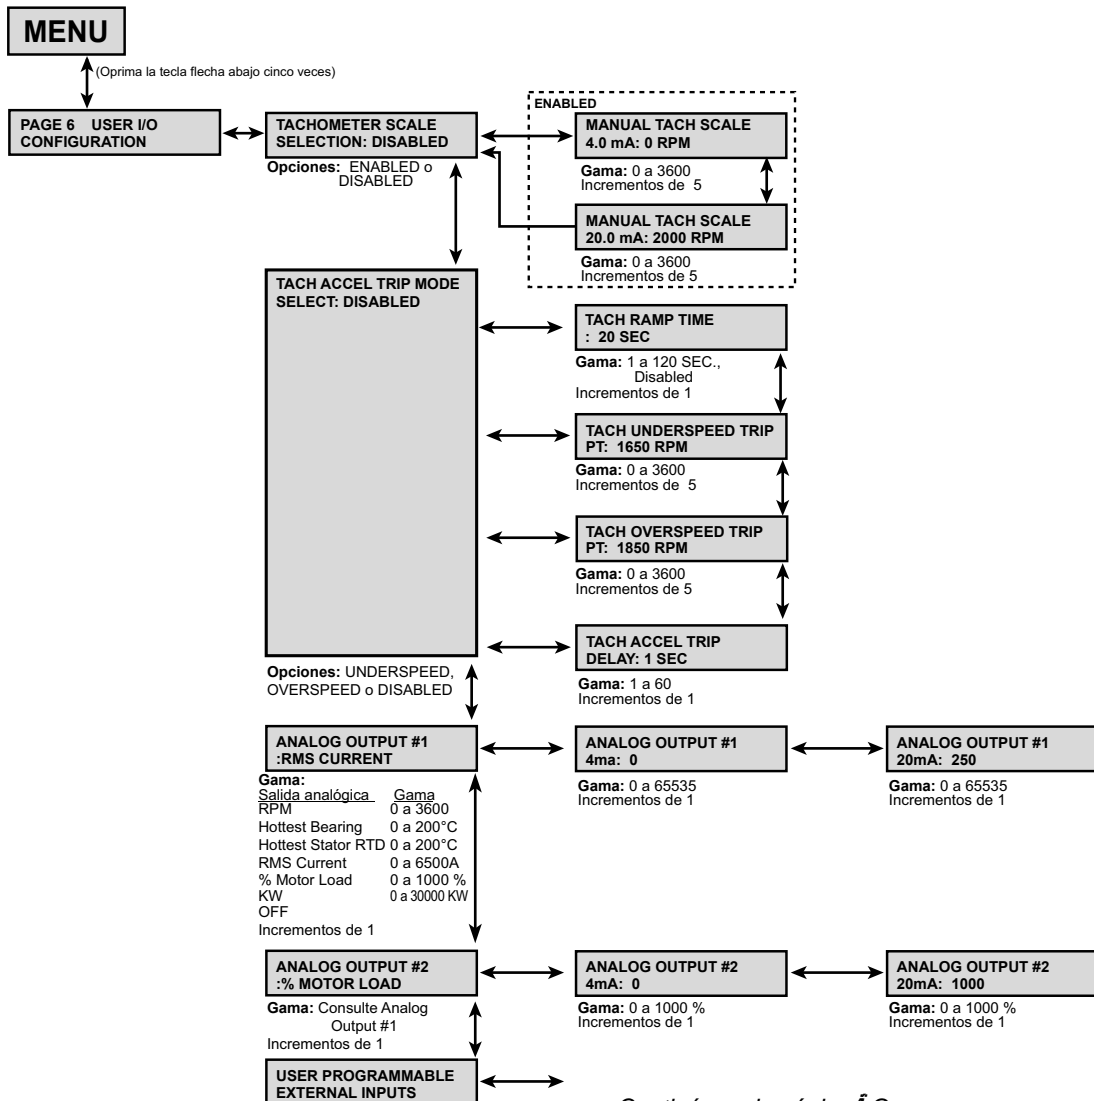 MENU
(Oprima la tecla flecha abajo cinco veces)
PAGE 6 USER I/O
CONFIGURATION
TACHOMETER SCALE
SELECTION: DISABLED
Opciones: ENABLED o
DISABLED
ENABLED
MANUAL TACH SCALE
4.0 mA: 0 RPM
Gama: 0 a 3600
Incrementos de 5
MANUAL TACH SCALE
20.0 mA: 2000 RPM
Gama: 0 a 3600
Incrementos de 5
TACH ACCEL TRIP MODE
SELECT: DISABLED
TACH RAMP TIME
: 20 SEC
Gama: 1 a 120 SEC.,
Disabled
Incrementos de 1
TACH UNDERSPEED TRIP
PT: 1650 RPM
Gama: 0 a 3600
Incrementos de 5
TACH OVERSPEED TRIP
PT: 1850 RPM
Gama: 0 a 3600
Incrementos de 5
TACH ACCEL TRIP
DELAY: 1 SEC
Gama: 1 a 60
Incrementos de 1
Opciones: UNDERSPEED,
OVERSPEED o DISABLED
ANALOG OUTPUT #1
:RMS CURRENT
Gama:
Salida analógica Gama
RPM 0 a 3600
Hottest Bearing 0 a 200°C
Hottest Stator RTD 0 a 200°C
RMS Current 0 a 6500A
% Motor Load 0 a 1000 %
KW 0 a 30000 KW
OFF
Incrementos de 1
ANALOG OUTPUT #1
4ma: 0
Gama: 0 a 65535
Incrementos de 1
ANALOG OUTPUT #1
20mA: 250
Gama: 0 a 65535
Incrementos de 1
ANALOG OUTPUT #2
:% MOTOR LOAD
Gama: Consulte Analog
Output #1
Incrementos de 1
ANALOG OUTPUT #2
4mA: 0
Gama: 0 a 1000 %
Incrementos de 1
ANALOG OUTPUT #2
20mA: 1000
Gama: 0 a 1000 %
Incrementos de 1
USER PROGRAMMABLE
EXTERNAL INPUTS